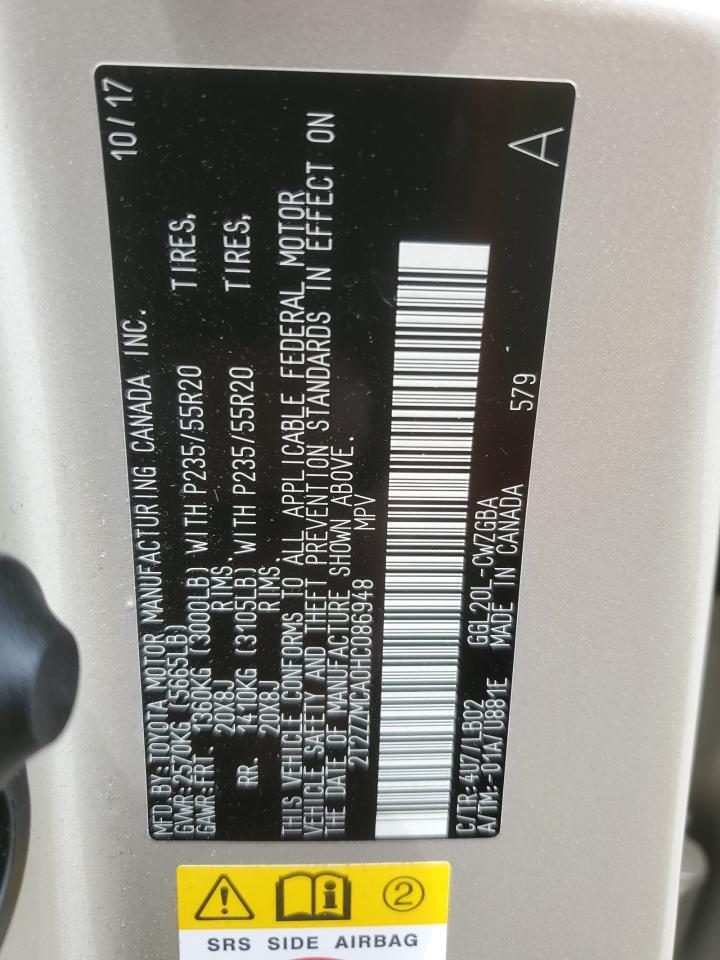 MFD. BY: TOYOTA MOTOR MANUFACTURING CANADA INC. 10/17
GVWR: 2570KG (5665LB)
GAWR: FRT. 1360KG (3000LB) WITH P235/55R20 TIRES,
20X8J RIMS
RR. 1410KG (3105LB) WITH P235/55R20 TIRES,
20X8J RIMS
THIS VEHICLE CONFORMS TO ALL APPLICABLE FEDERAL MOTOR
VEHICLE SAFETY AND THEFT PREVENTION STANDARDS IN EFFECT ON
THE DATE OF MANUFACTURE SHOWN ABOVE.
2T2ZZMCA0HC086948 MPV
C/TR: 4U7/LB02 GGL20L-CWZGBA
A/TM: -01A/U881E MADE IN CANADA 579
A
2
SRS SIDE AIRBAG